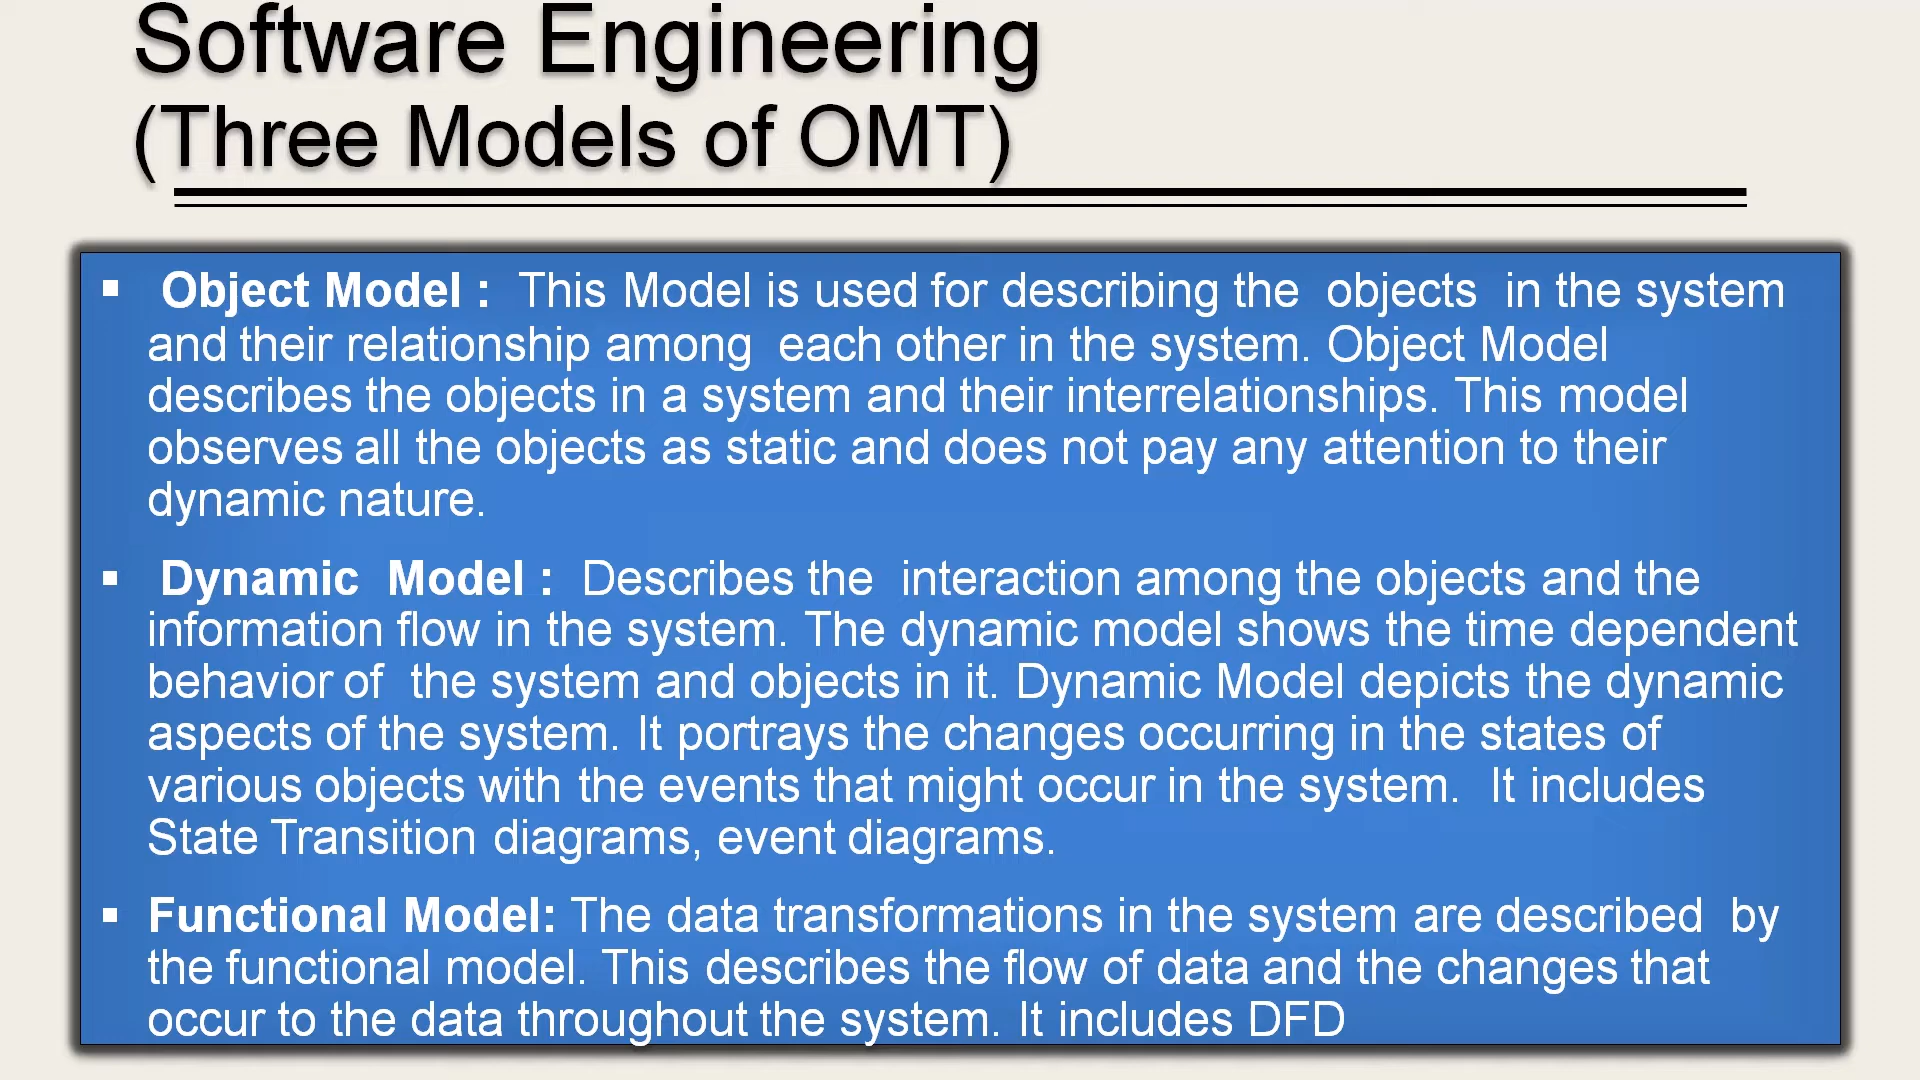 Software Engineering
(Three Models of OMT)
▪ Object Model : This Model is used for describing the objects in the system
and their relationship among each other in the system. Object Model
describes the objects in a system and their interrelationships. This model
observes all the objects as static and does not pay any attention to their
dynamic nature.
▪ Dynamic Model : Describes the interaction among the objects and the
information flow in the system. The dynamic model shows the time dependent
behavior of the system and objects in it. Dynamic Model depicts the dynamic
aspects of the system. It portrays the changes occurring in the states of
various objects with the events that might occur in the system. It includes
State Transition diagrams, event diagrams.
▪ Functional Model: The data transformations in the system are described by
the functional model. This describes the flow of data and the changes that
occur to the data throughout the system. It includes DFD